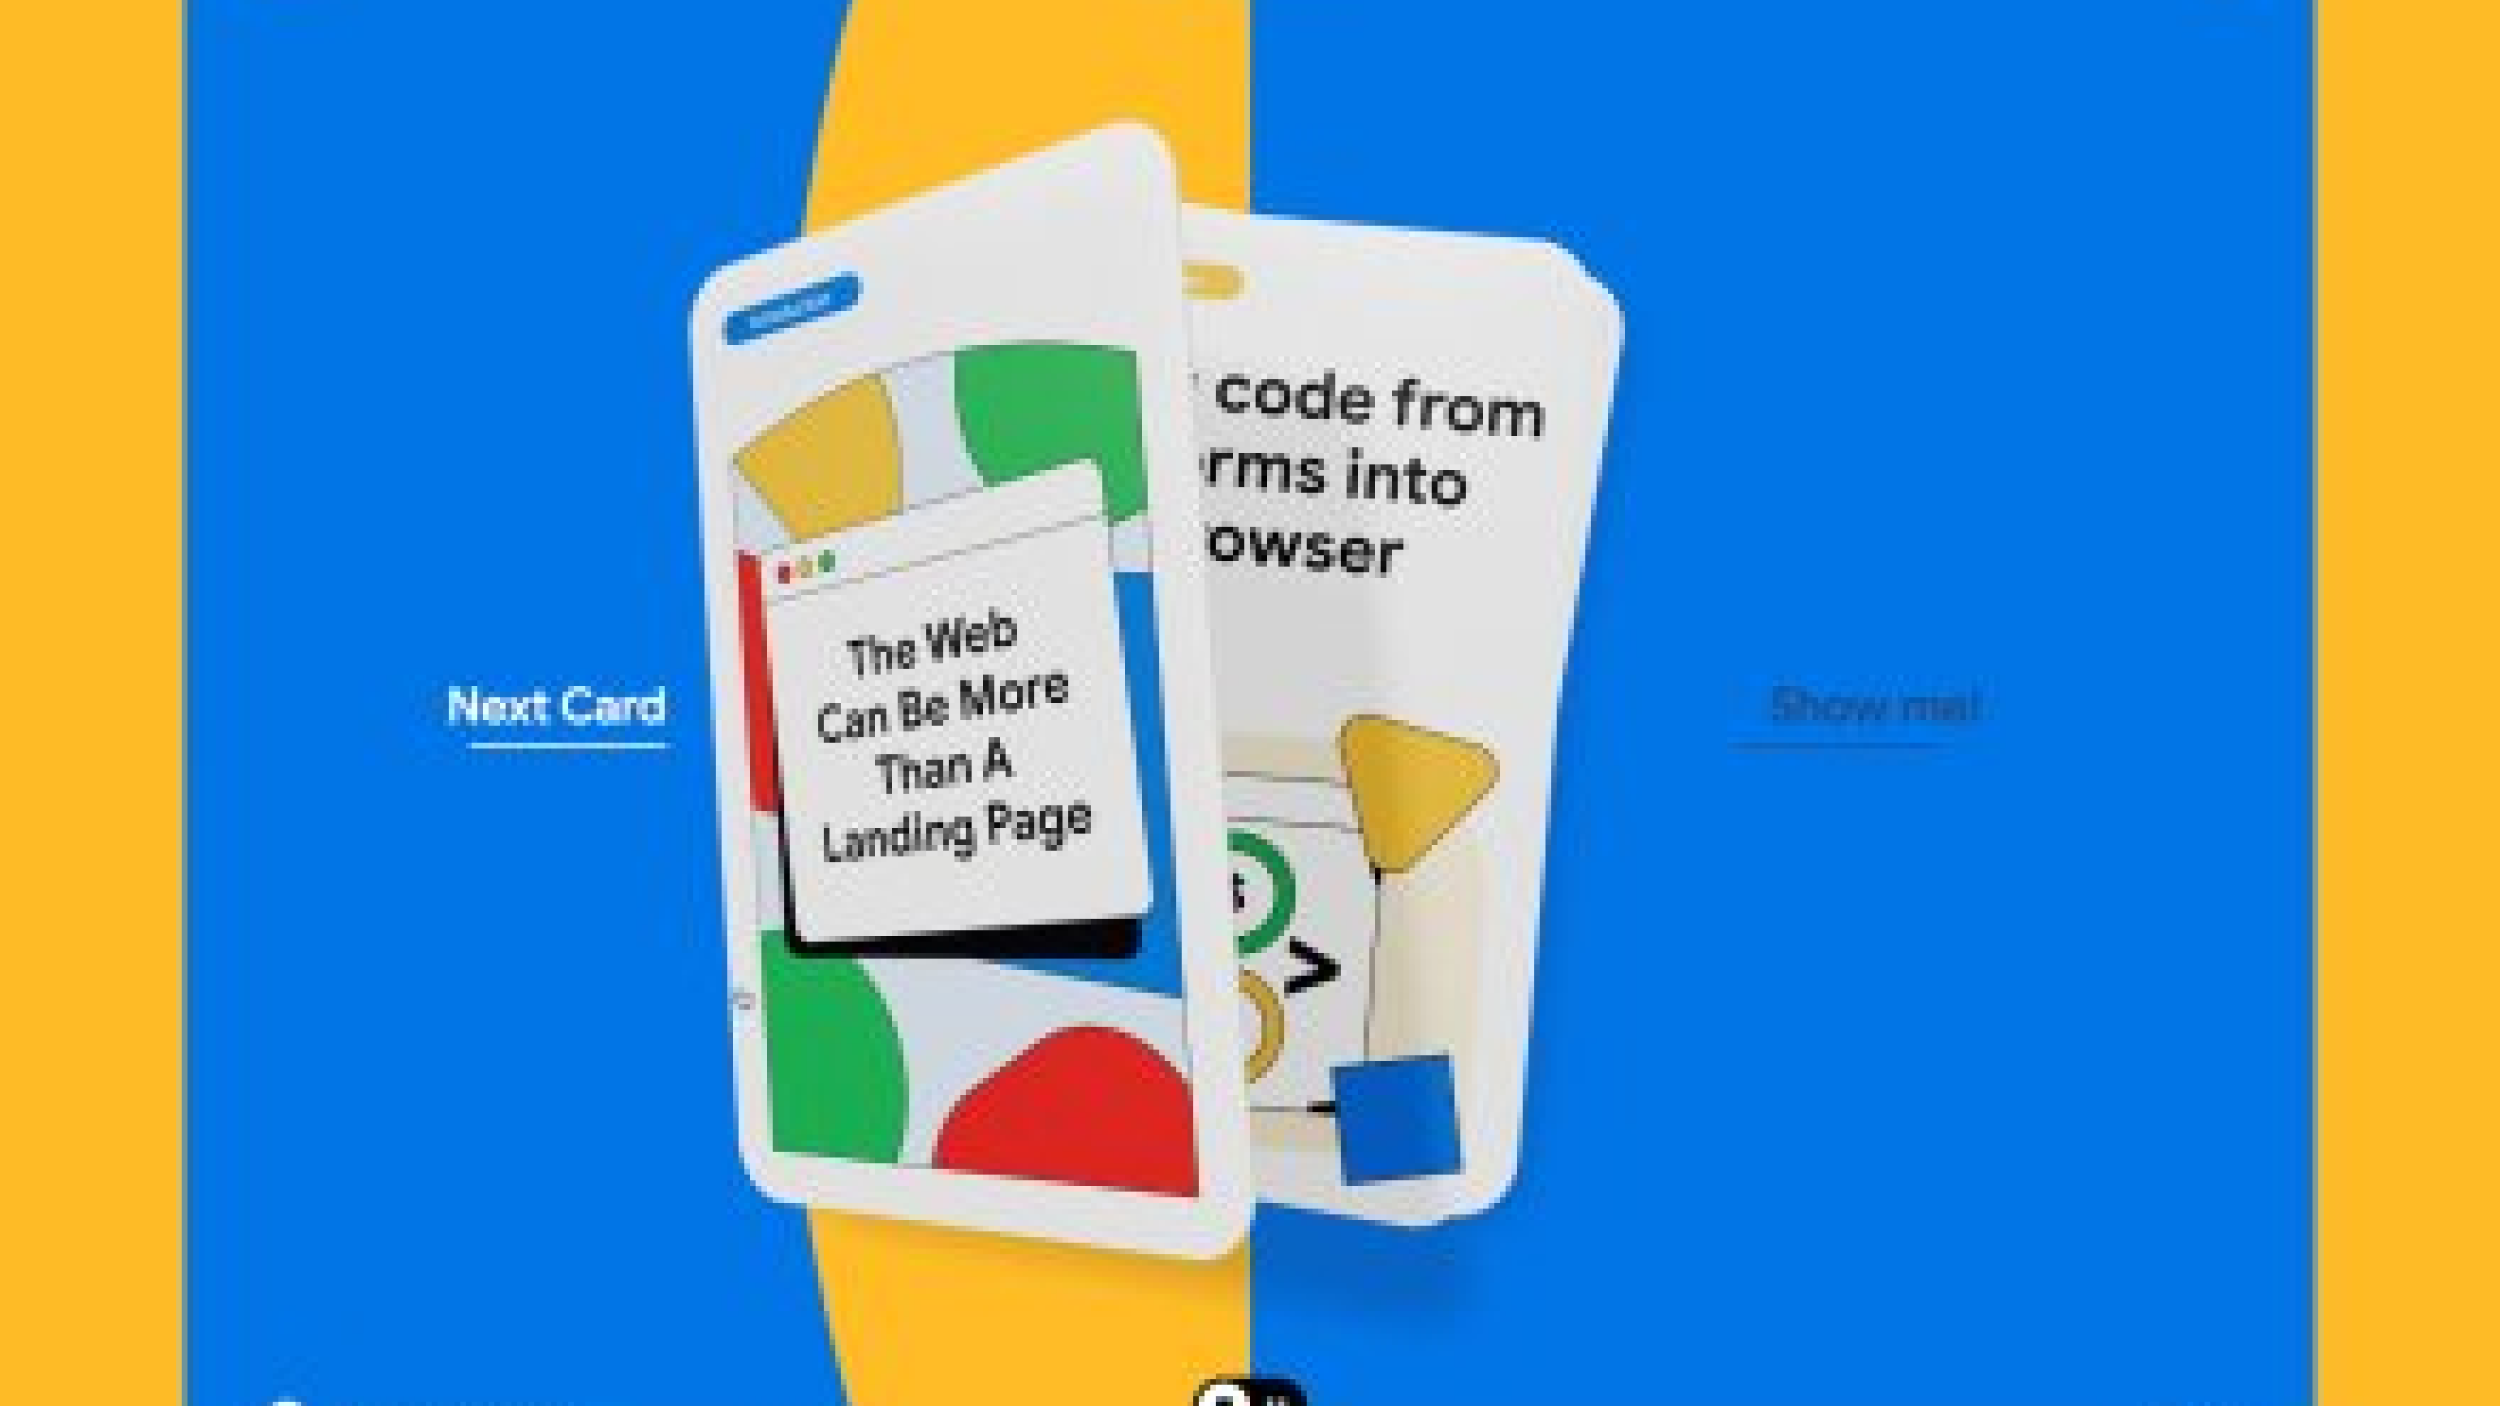 code from
rms into
owser
The Web
Can Be More
Than A
Landing Page
Next Card
Show me!